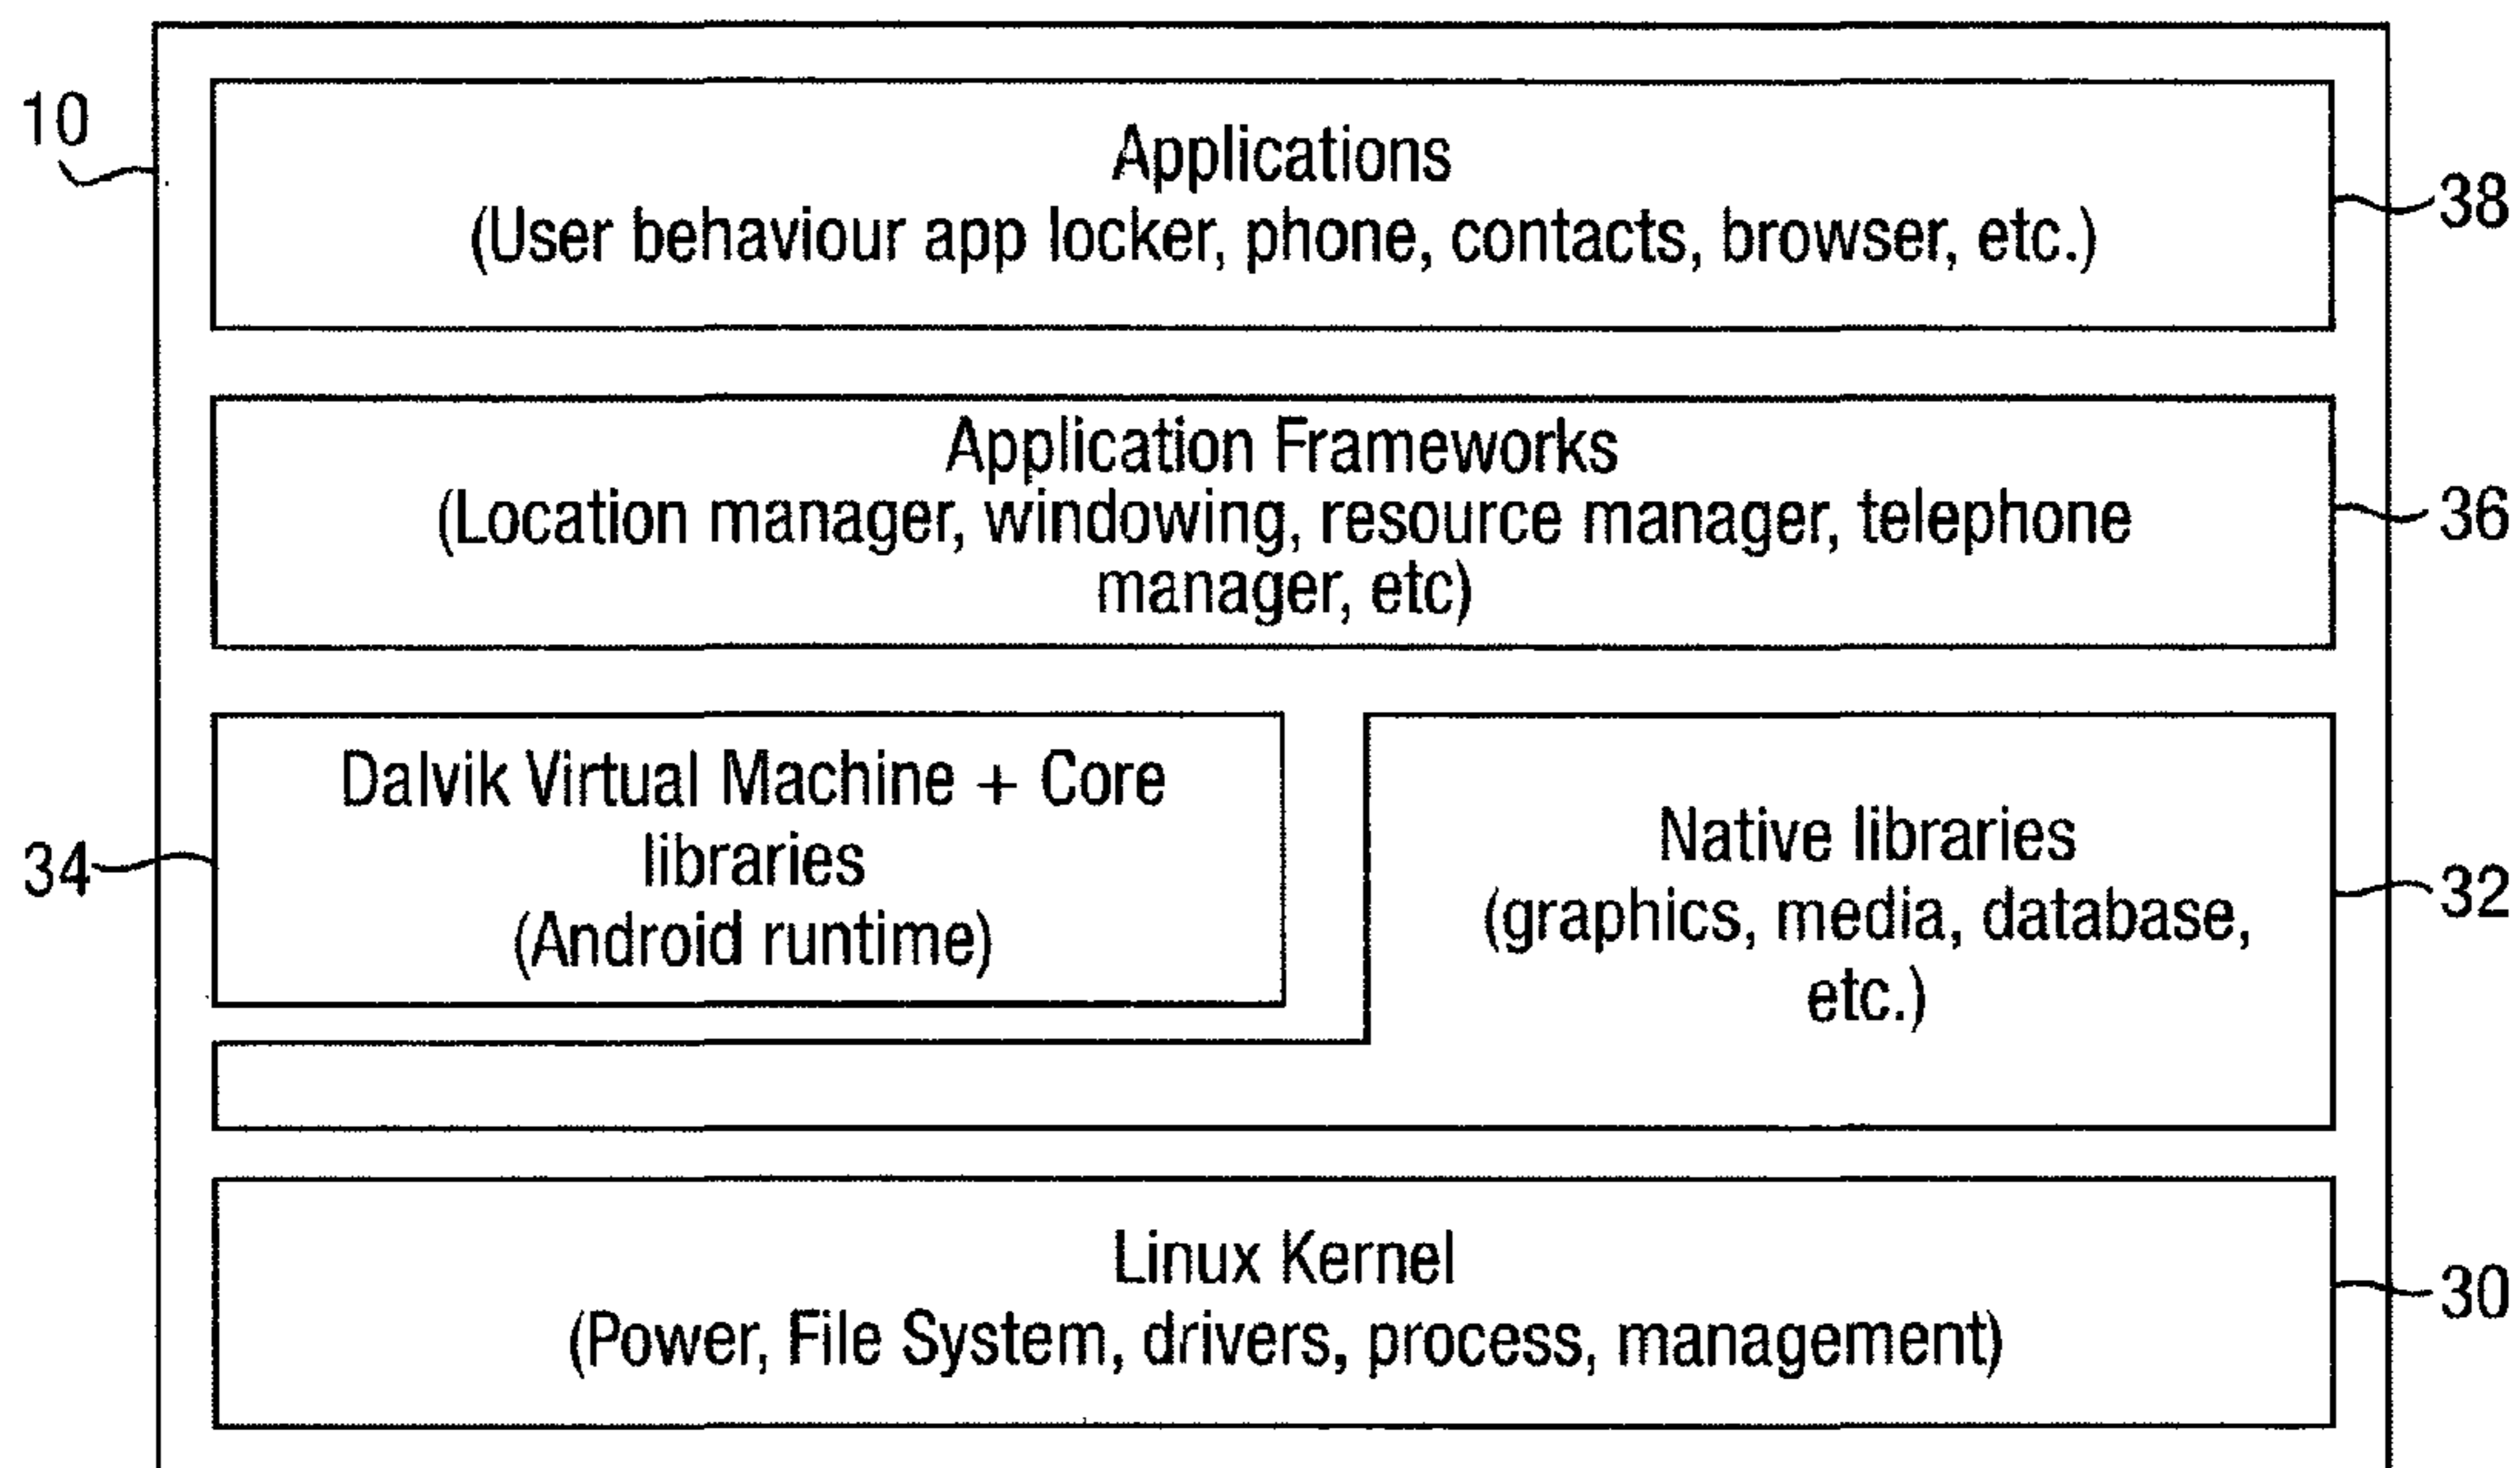 10
Applications
(User behaviour app locker, phone, contacts, browser, etc.)
38
Application Frameworks
(Location manager, windowing, resource manager, telephone
manager, etc)
36
Dalvik Virtual Machine + Core
libraries
(Android runtime)
34
Native libraries
(graphics, media, database,
etc.)
32
Linux Kernel
(Power, File System, drivers, process, management)
30